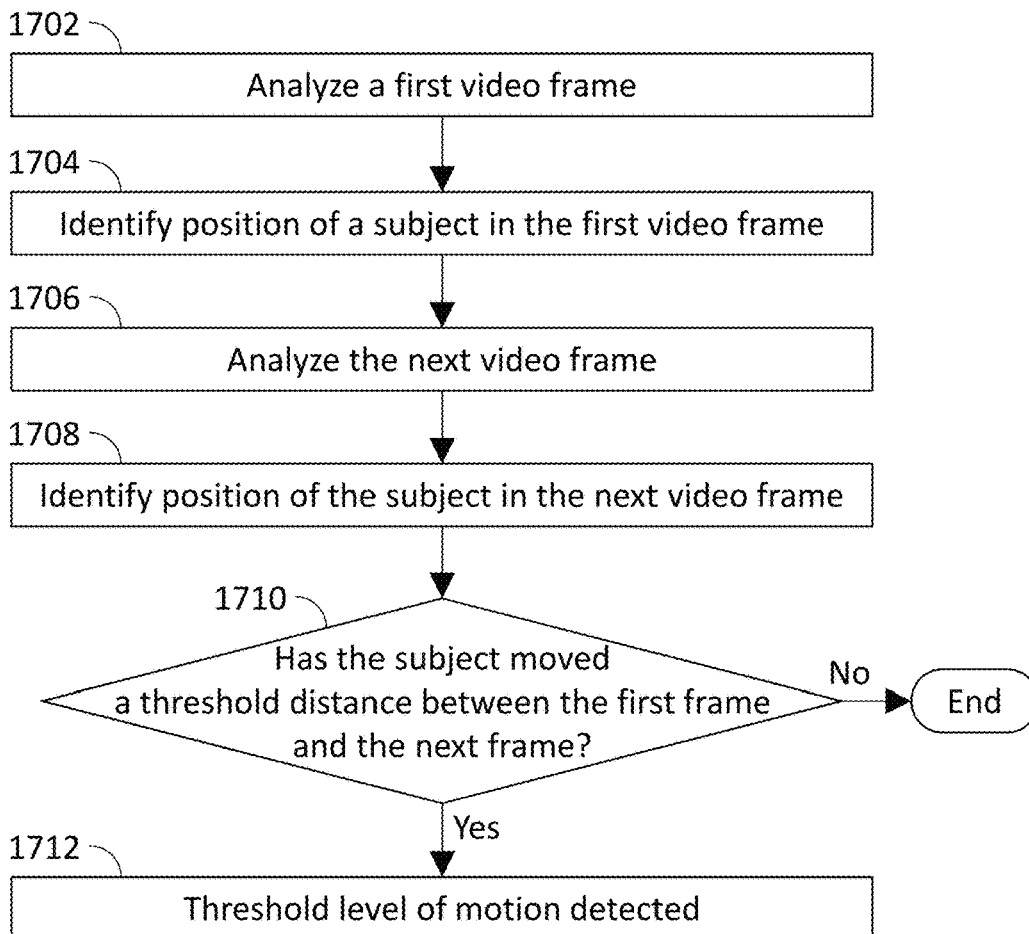 1702
Analyze a first video frame
1704
Identify position of a subject in the first video frame
1706
Analyze the next video frame
1708
Identify position of the subject in the next video frame
1710
Has the subject moved
a threshold distance between the first frame
and the next frame?
No
End
Yes
1712
Threshold level of motion detected